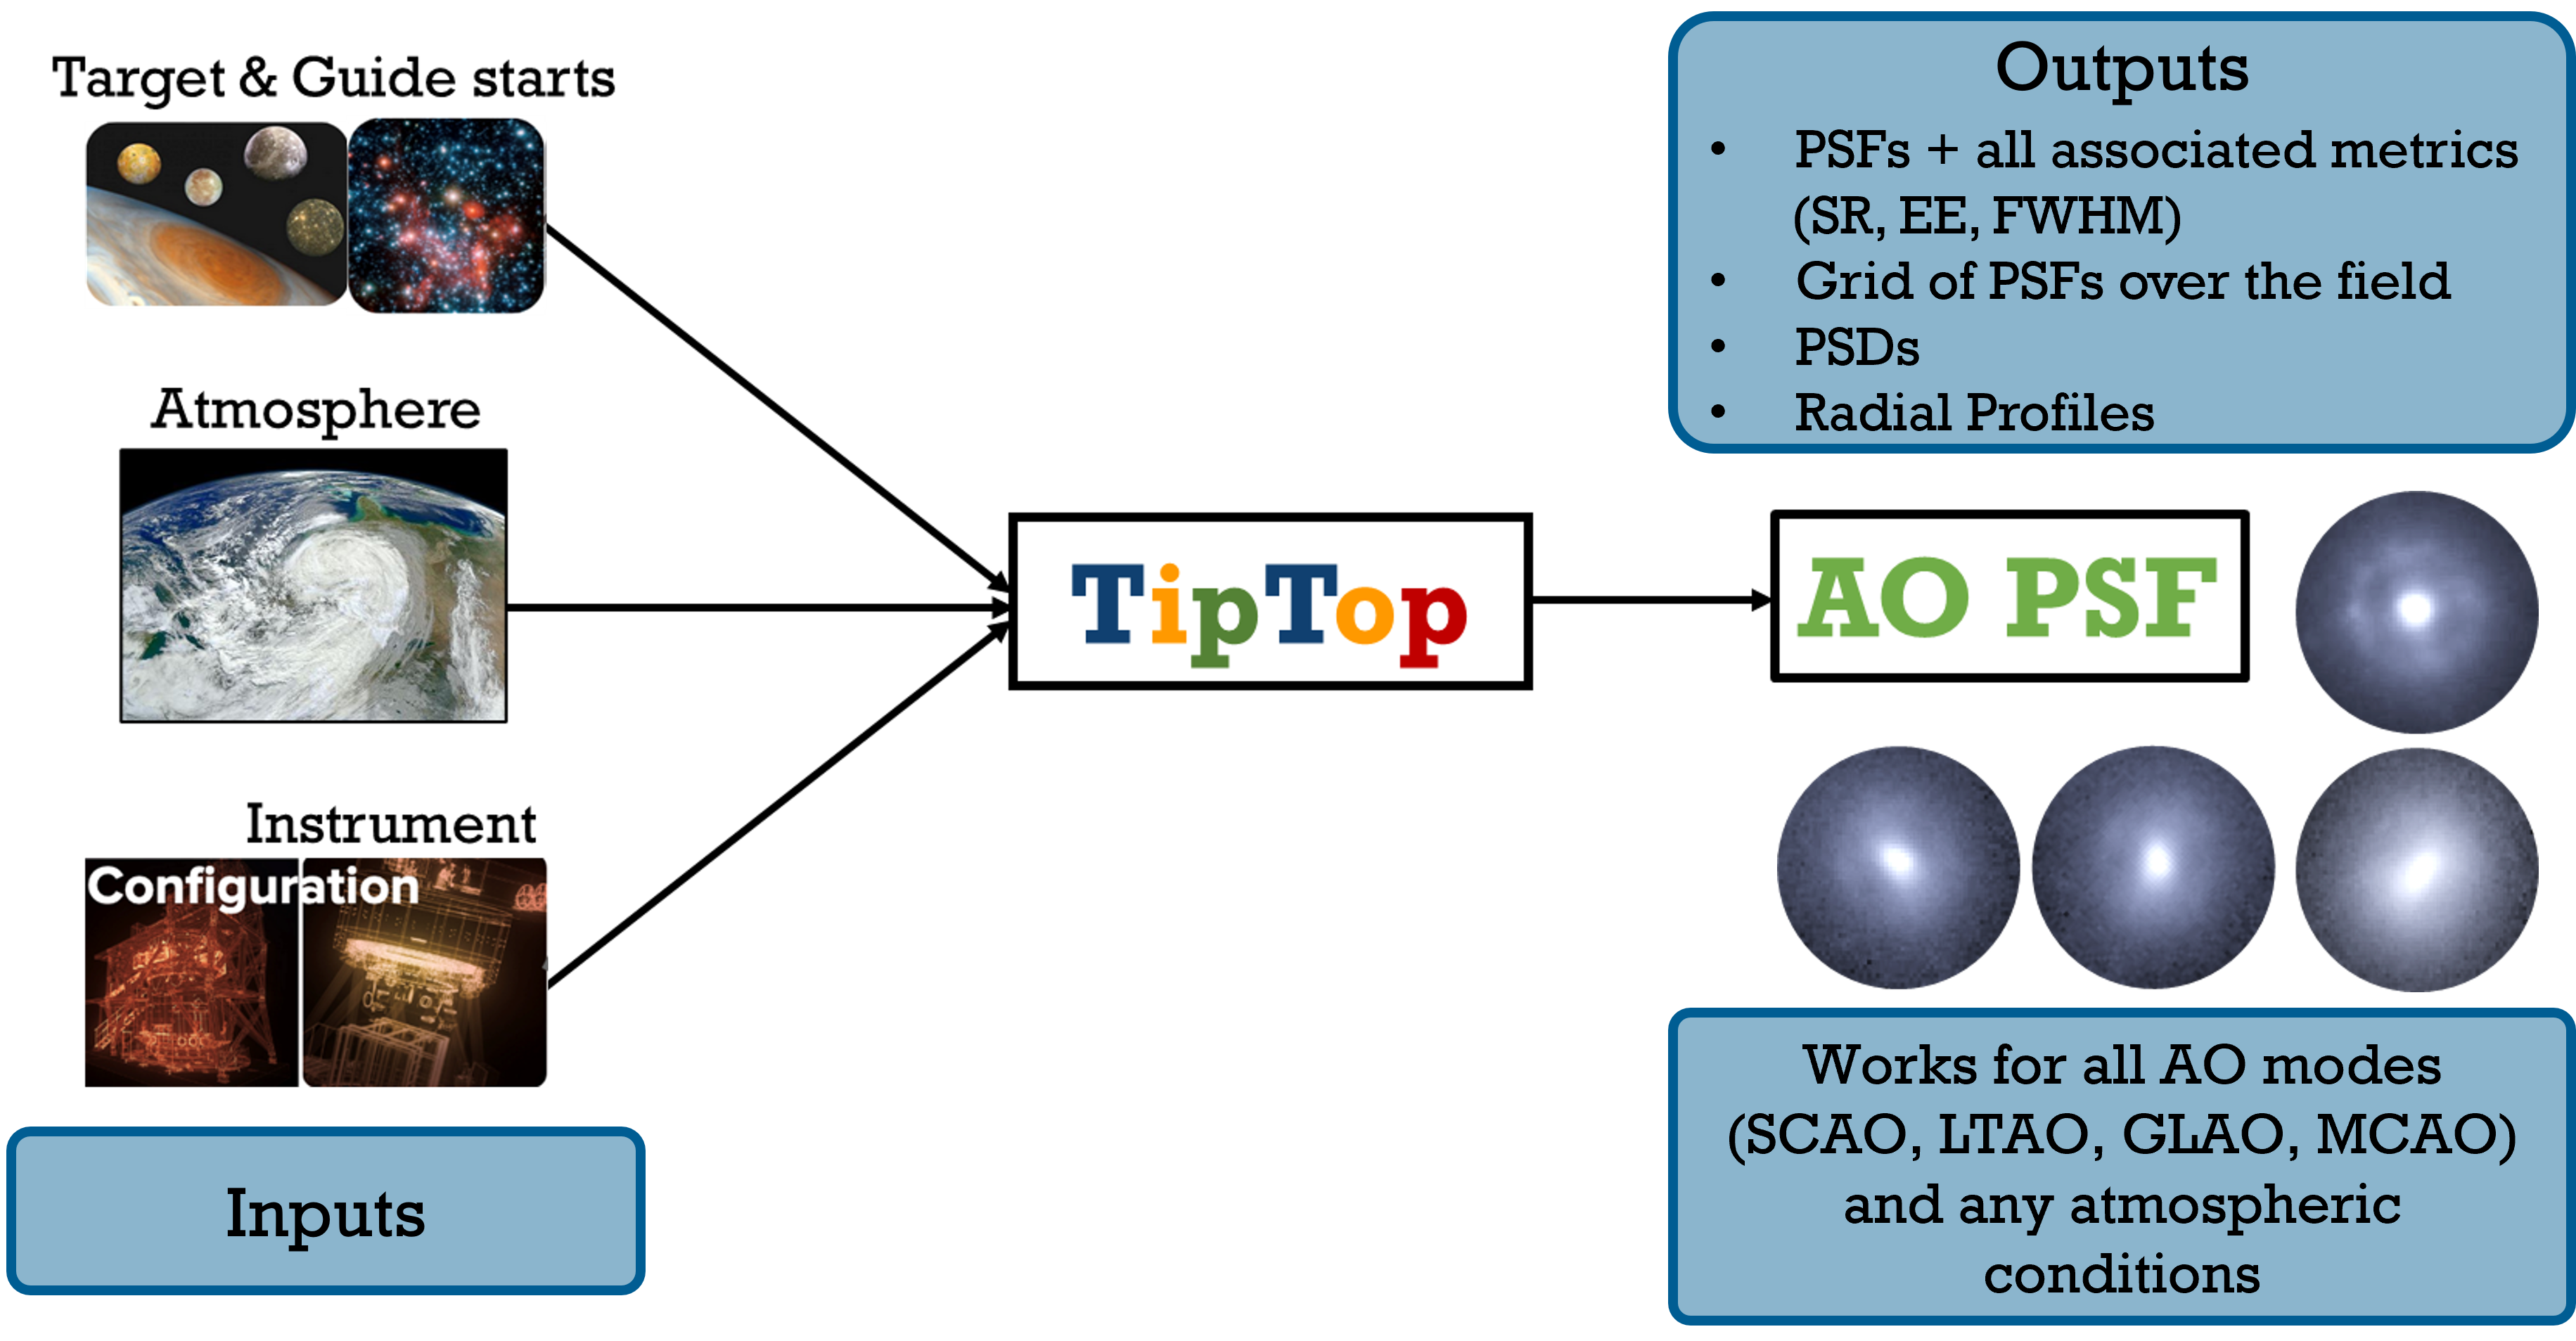 Target & Guide starts
Atmosphere
Instrument
Configuration
Inputs
TipTop
AO PSF
Outputs
• PSFs + all associated metrics
(SR, EE, FWHM)
• Grid of PSFs over the field
• PSDs
• Radial Profiles
Works for all AO modes
(SCAO, LTAO, GLAO, MCAO)
and any atmospheric
conditions